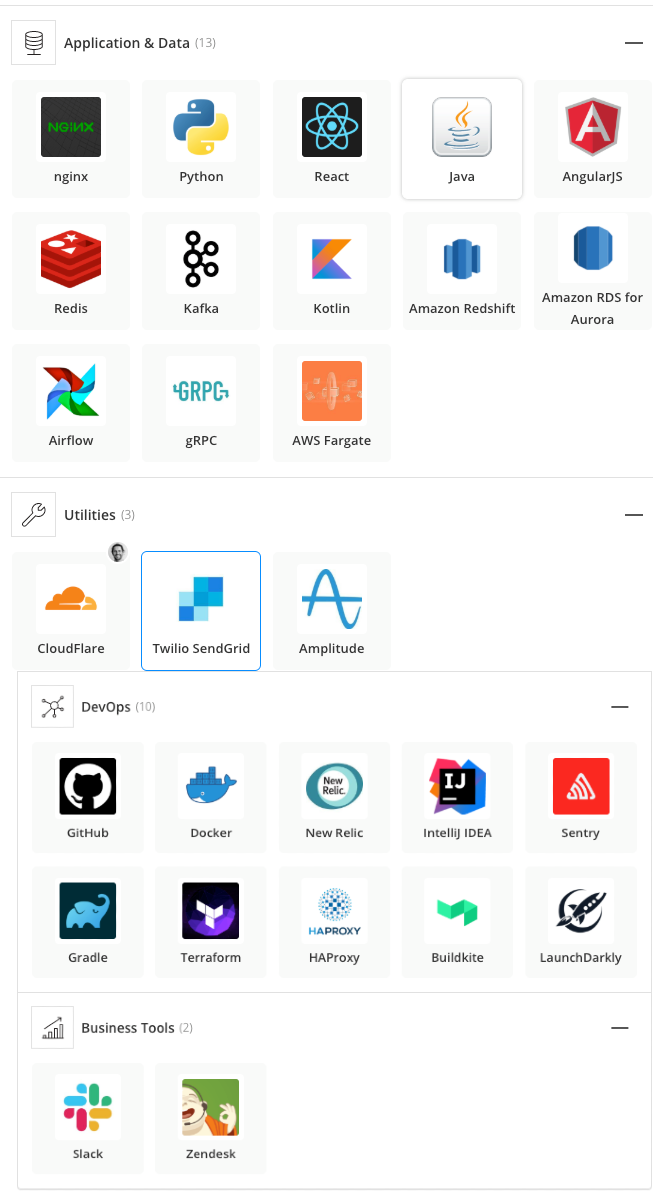 Application & Data (13)
NGiNX
nginx
Python
React
Java
AngularJS
Redis
Kafka
Kotlin
Amazon Redshift
Amazon RDS for
Aurora
Airflow
GRPC
gRPC
AWS Fargate
Utilities (3)
CloudFlare
Twilio SendGrid
Amplitude
DevOps (10)
GitHub
Docker
New
Relic.
New Relic
IJ
IntelliJ IDEA
Sentry
Gradle
Terraform
HAPROXY
HAProxy
Buildkite
LaunchDarkly
Business Tools (2)
Slack
Zendesk